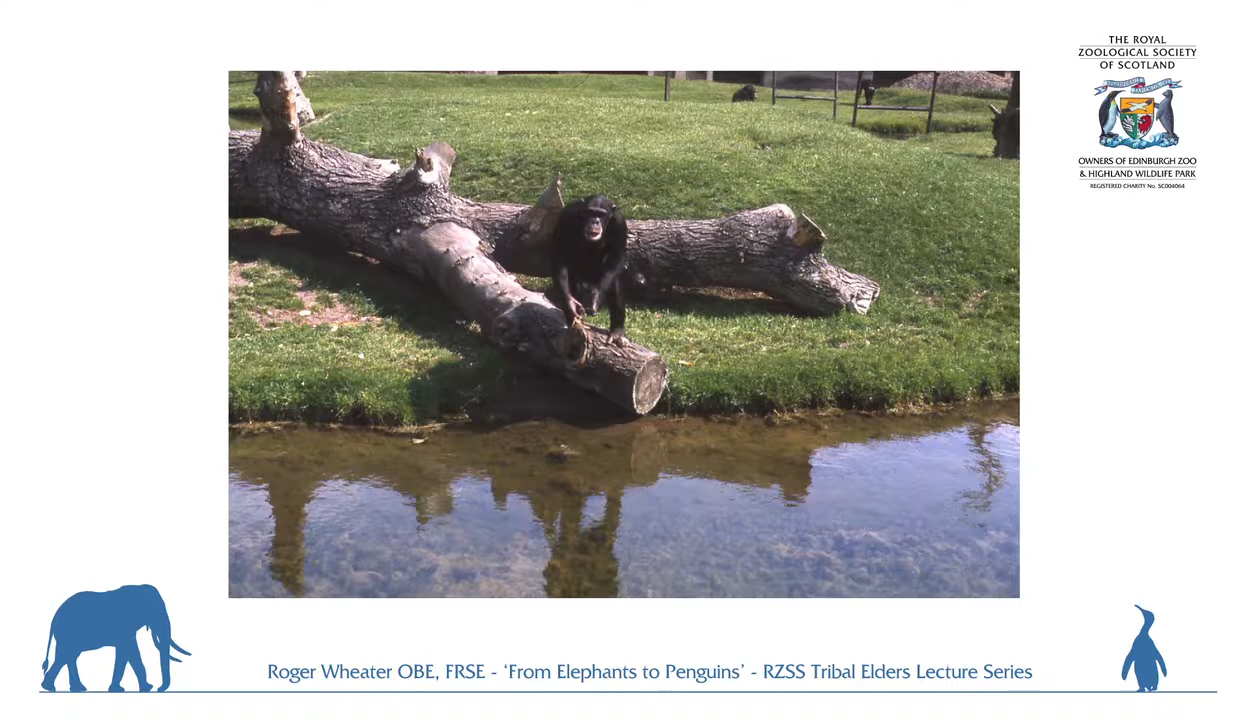 THE ROYAL
ZOOLOGICAL SOCIETY
OF SCOTLAND
OWNERS OF EDINBURGH ZOO
& HIGHLAND WILDLIFE PARK
REGISTERED CHARITY No. SC004064
Roger Wheater OBE, FRSE - ‘From Elephants to Penguins’ - RZSS Tribal Elders Lecture Series